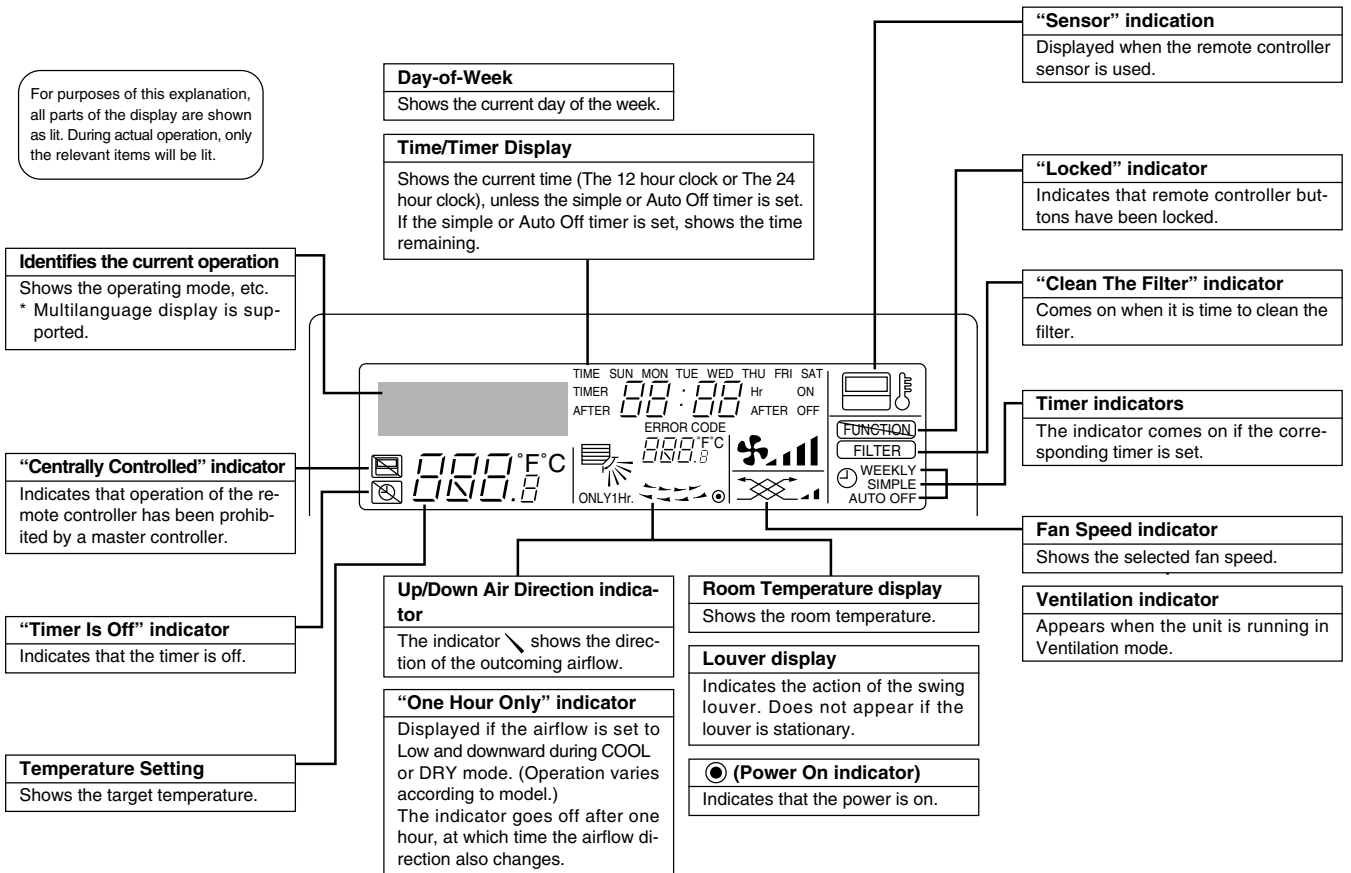 For purposes of this explanation,
all parts of the display are shown
as lit. During actual operation, only
the relevant items will be lit.
Identifies the current operation
Shows the operating mode, etc.
* Multilanguage display is sup-
ported.
“Centrally Controlled” indicator
Indicates that operation of the re-
mote controller has been prohib-
ited by a master controller.
“Timer Is Off” indicator
Indicates that the timer is off.
Temperature Setting
Shows the target temperature.
Day-of-Week
Shows the current day of the week.
Time/Timer Display
Shows the current time (The 12 hour clock or The 24
hour clock), unless the simple or Auto Off timer is set.
If the simple or Auto Off timer is set, shows the time
remaining.
TIME SUN MON TUE WED THU FRI SAT
TIMER 88:88 Hr ON
AFTER AFTER OFF
ERROR CODE
888.8 °F°C
888.8 °F°C
ONLY1Hr.
FUNCTION
FILTER
WEEKLY
SIMPLE
AUTO OFF
Up/Down Air Direction indica-
tor
The indicator shows the direc-
tion of the outcoming airflow.
“One Hour Only” indicator
Displayed if the airflow is set to
Low and downward during COOL
or DRY mode. (Operation varies
according to model.)
The indicator goes off after one
hour, at which time the airflow di-
rection also changes.
Room Temperature display
Shows the room temperature.
Louver display
Indicates the action of the swing
louver. Does not appear if the
louver is stationary.
(Power On indicator)
Indicates that the power is on.
“Sensor” indication
Displayed when the remote controller
sensor is used.
“Locked” indicator
Indicates that remote controller but-
tons have been locked.
“Clean The Filter” indicator
Comes on when it is time to clean the
filter.
Timer indicators
The indicator comes on if the corre-
sponding timer is set.
Fan Speed indicator
Shows the selected fan speed.
Ventilation indicator
Appears when the unit is running in
Ventilation mode.